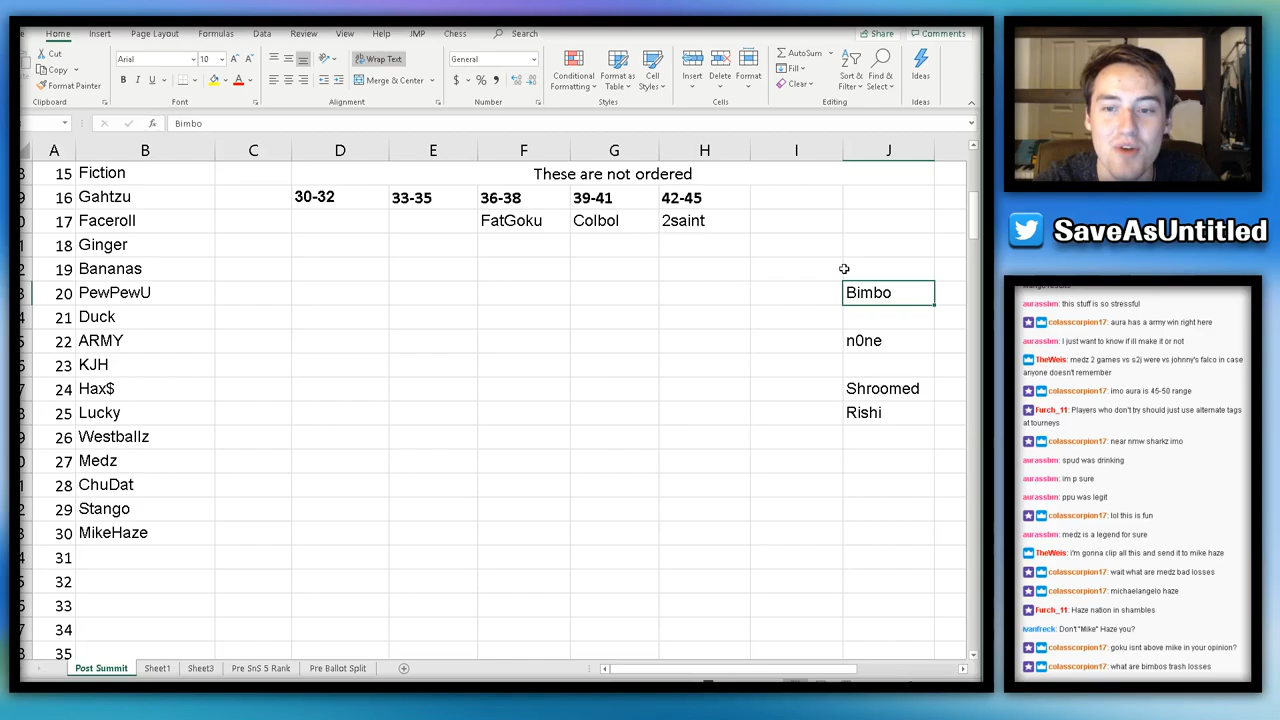 Home Insert Page Layout Formulas Data Review View Help JMP Chess Search Share Comments
Cut
Copy
Format Painter
Clipboard
Arial 10
B I U
Font
Wrap Text
Merge & Center
Alignment
General
$ % 9
Number
Conditional Formatting
Format as Table
Cell Styles
Styles
Insert Delete Format
Cells
AutoSum
Fill
Clear
Sort & Filter
Find & Select
Editing
Ideas
Ideas
Bimbo
A B C D E F G H I J
15 Fiction These are not ordered
16 Gahtzu 30-32 33-35 36-38 39-41 42-45
17 Faceroll FatGoku Colbol 2saint
18 Ginger
19 Bananas
20 PewPewU Bimbo
21 Duck
22 ARMY n0ne
23 KJH
24 Hax$ Shroomed
25 Lucky Rishi
26 Westballz
27 Medz
28 ChuDat
29 Stango
30 MikeHaze
31
32
33
34
35
Post Summit Sheet1 Sheet3 Pre SnS 5 Rank Pre Ballot Split
SaveAsUntitled
aurassbm: this stuff is so stressful
colasscorpion17: aura has a army win right here
aurassbm: I just want to know if ill make it or not
TheWeis: medz 2 games vs s2j were vs johnny's falco in case
anyone doesn't remember
colasscorpion17: imo aura is 45-50 range
Furch_11: Players who don't try should just use alternate tags
at tourneys
colasscorpion17: near nmw sharkz imo
aurassbm: spud was drinking
aurassbm: im p sure
aurassbm: ppu was legit
colasscorpion17: lol this is fun
aurassbm: medz is a legend for sure
TheWeis: i'm gonna clip all this and send it to mike haze
colasscorpion17: wait what are medz bad losses
colasscorpion17: michaelangelo haze
Furch_11: Haze nation in shambles
ivanfreck: Don't "Mike" Haze you?
colasscorpion17: goku isnt above mike in your opinion?
colasscorpion17: what are bimbos trash losses